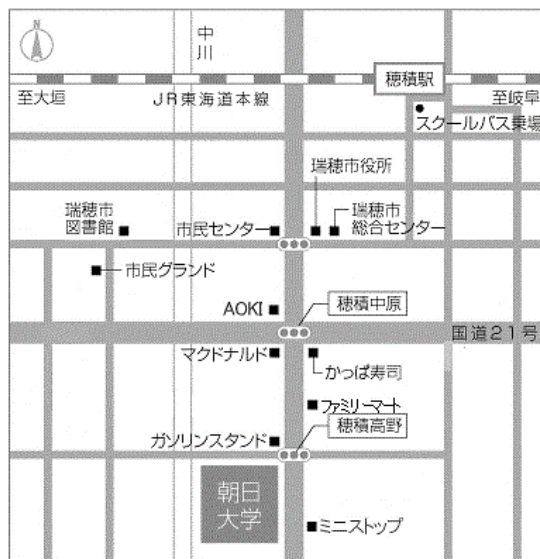 中
川
穂積駅
至大垣
JR東海道本線
至岐阜
スクールバス乗場
瑞穂市役所
瑞穂市
図書館
市民センター
瑞穂市
総合センター
市民グランド
AOKI
穂積中原
国道21号
マクドナルド
かっぱ寿司
ファミリーマート
穂積高野
ガソリンスタンド
朝日
大学
ミニストップ